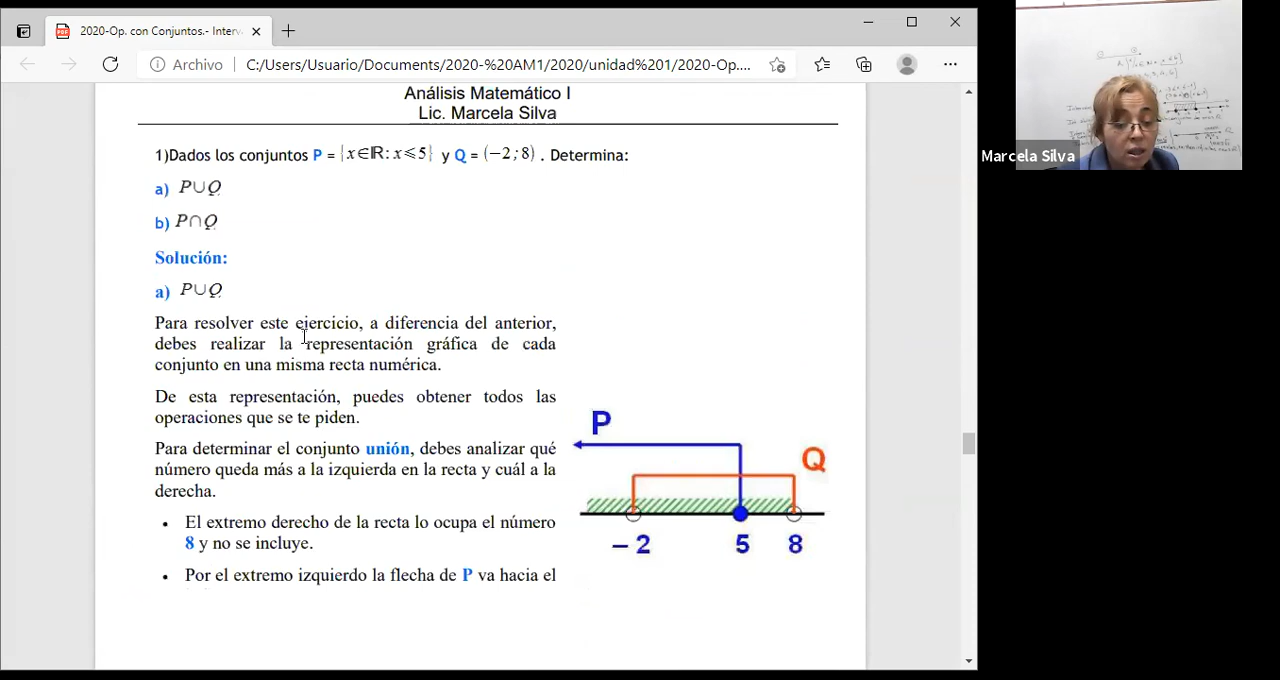 2020-Op. con Conjuntos.- Interv
Archivo
C:/Users/Usuario/Documents/2020-%20AM1/2020/unidad%201/2020-Op....
Análisis Matemático I
Lic. Marcela Silva
1)Dados los conjuntos P = {x∈ℝ: x⩽5} y Q = (−2 ; 8) . Determina:
a) P∪Q
b) P∩Q
Solución:
a) P∪Q
Para resolver este ejercicio, a diferencia del anterior,
debes realizar la representación gráfica de cada
conjunto en una misma recta numérica.
De esta representación, puedes obtener todos las
operaciones que se te piden.
Para determinar el conjunto unión, debes analizar qué
número queda más a la izquierda en la recta y cuál a la
derecha.
• El extremo derecho de la recta lo ocupa el número
8 y no se incluye.
• Por el extremo izquierdo la flecha de P va hacia el
P
Q
– 2 5 8
Marcela Silva